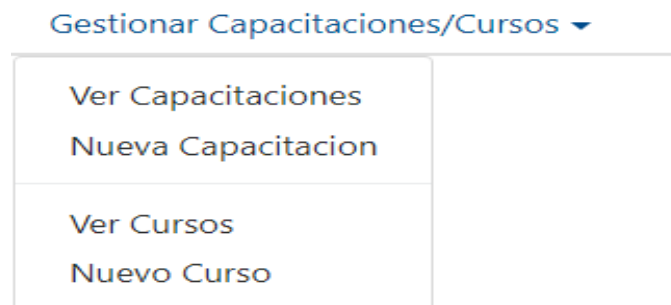 Gestionar Capacitaciones/Cursos
Ver Capacitaciones
Nueva Capacitacion
Ver Cursos
Nuevo Curso